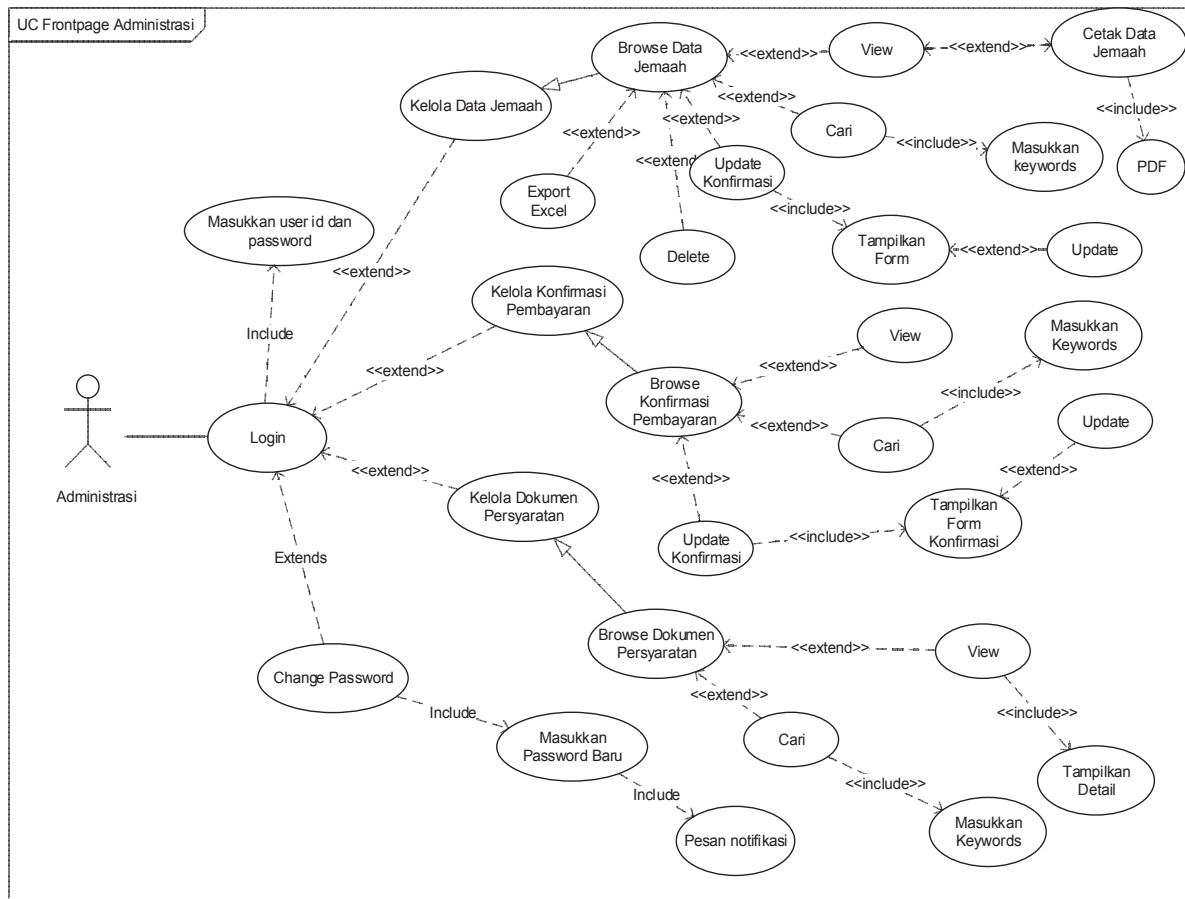 UC Frontpage Administrasi
Browse Data
Jemaah
<<extend>>
View
<<extend>>
Cetak Data
Jemaah
Kelola Data Jemaah
<<extend>>
<<extend>>
<<extend>>
<<extend>>
Cari
<<include>>
Masukkan
keywords
<<include>>
PDF
Export
Excel
Update
Konfirmasi
<<include>>
Delete
Tampilkan
Form
<<extend>>
Update
Masukkan user id dan
password
<<extend>>
Include
Kelola Konfirmasi
Pembayaran
<<extend>>
View
Masukkan
Keywords
<<extend>>
Browse
Konfirmasi
Pembayaran
<<include>>
<<extend>>
Cari
Update
Login
Administrasi
<<extend>>
Kelola Dokumen
Persyaratan
<<extend>>
<<extend>>
Update
Konfirmasi
<<include>>
Tampilkan
Form
Konfirmasi
Extends
Browse Dokumen
Persyaratan
<<extend>>
View
Change Password
<<extend>>
<<include>>
Include
Masukkan
Password Baru
Cari
<<include>>
Tampilkan
Detail
Include
Pesan notifikasi
Masukkan
Keywords